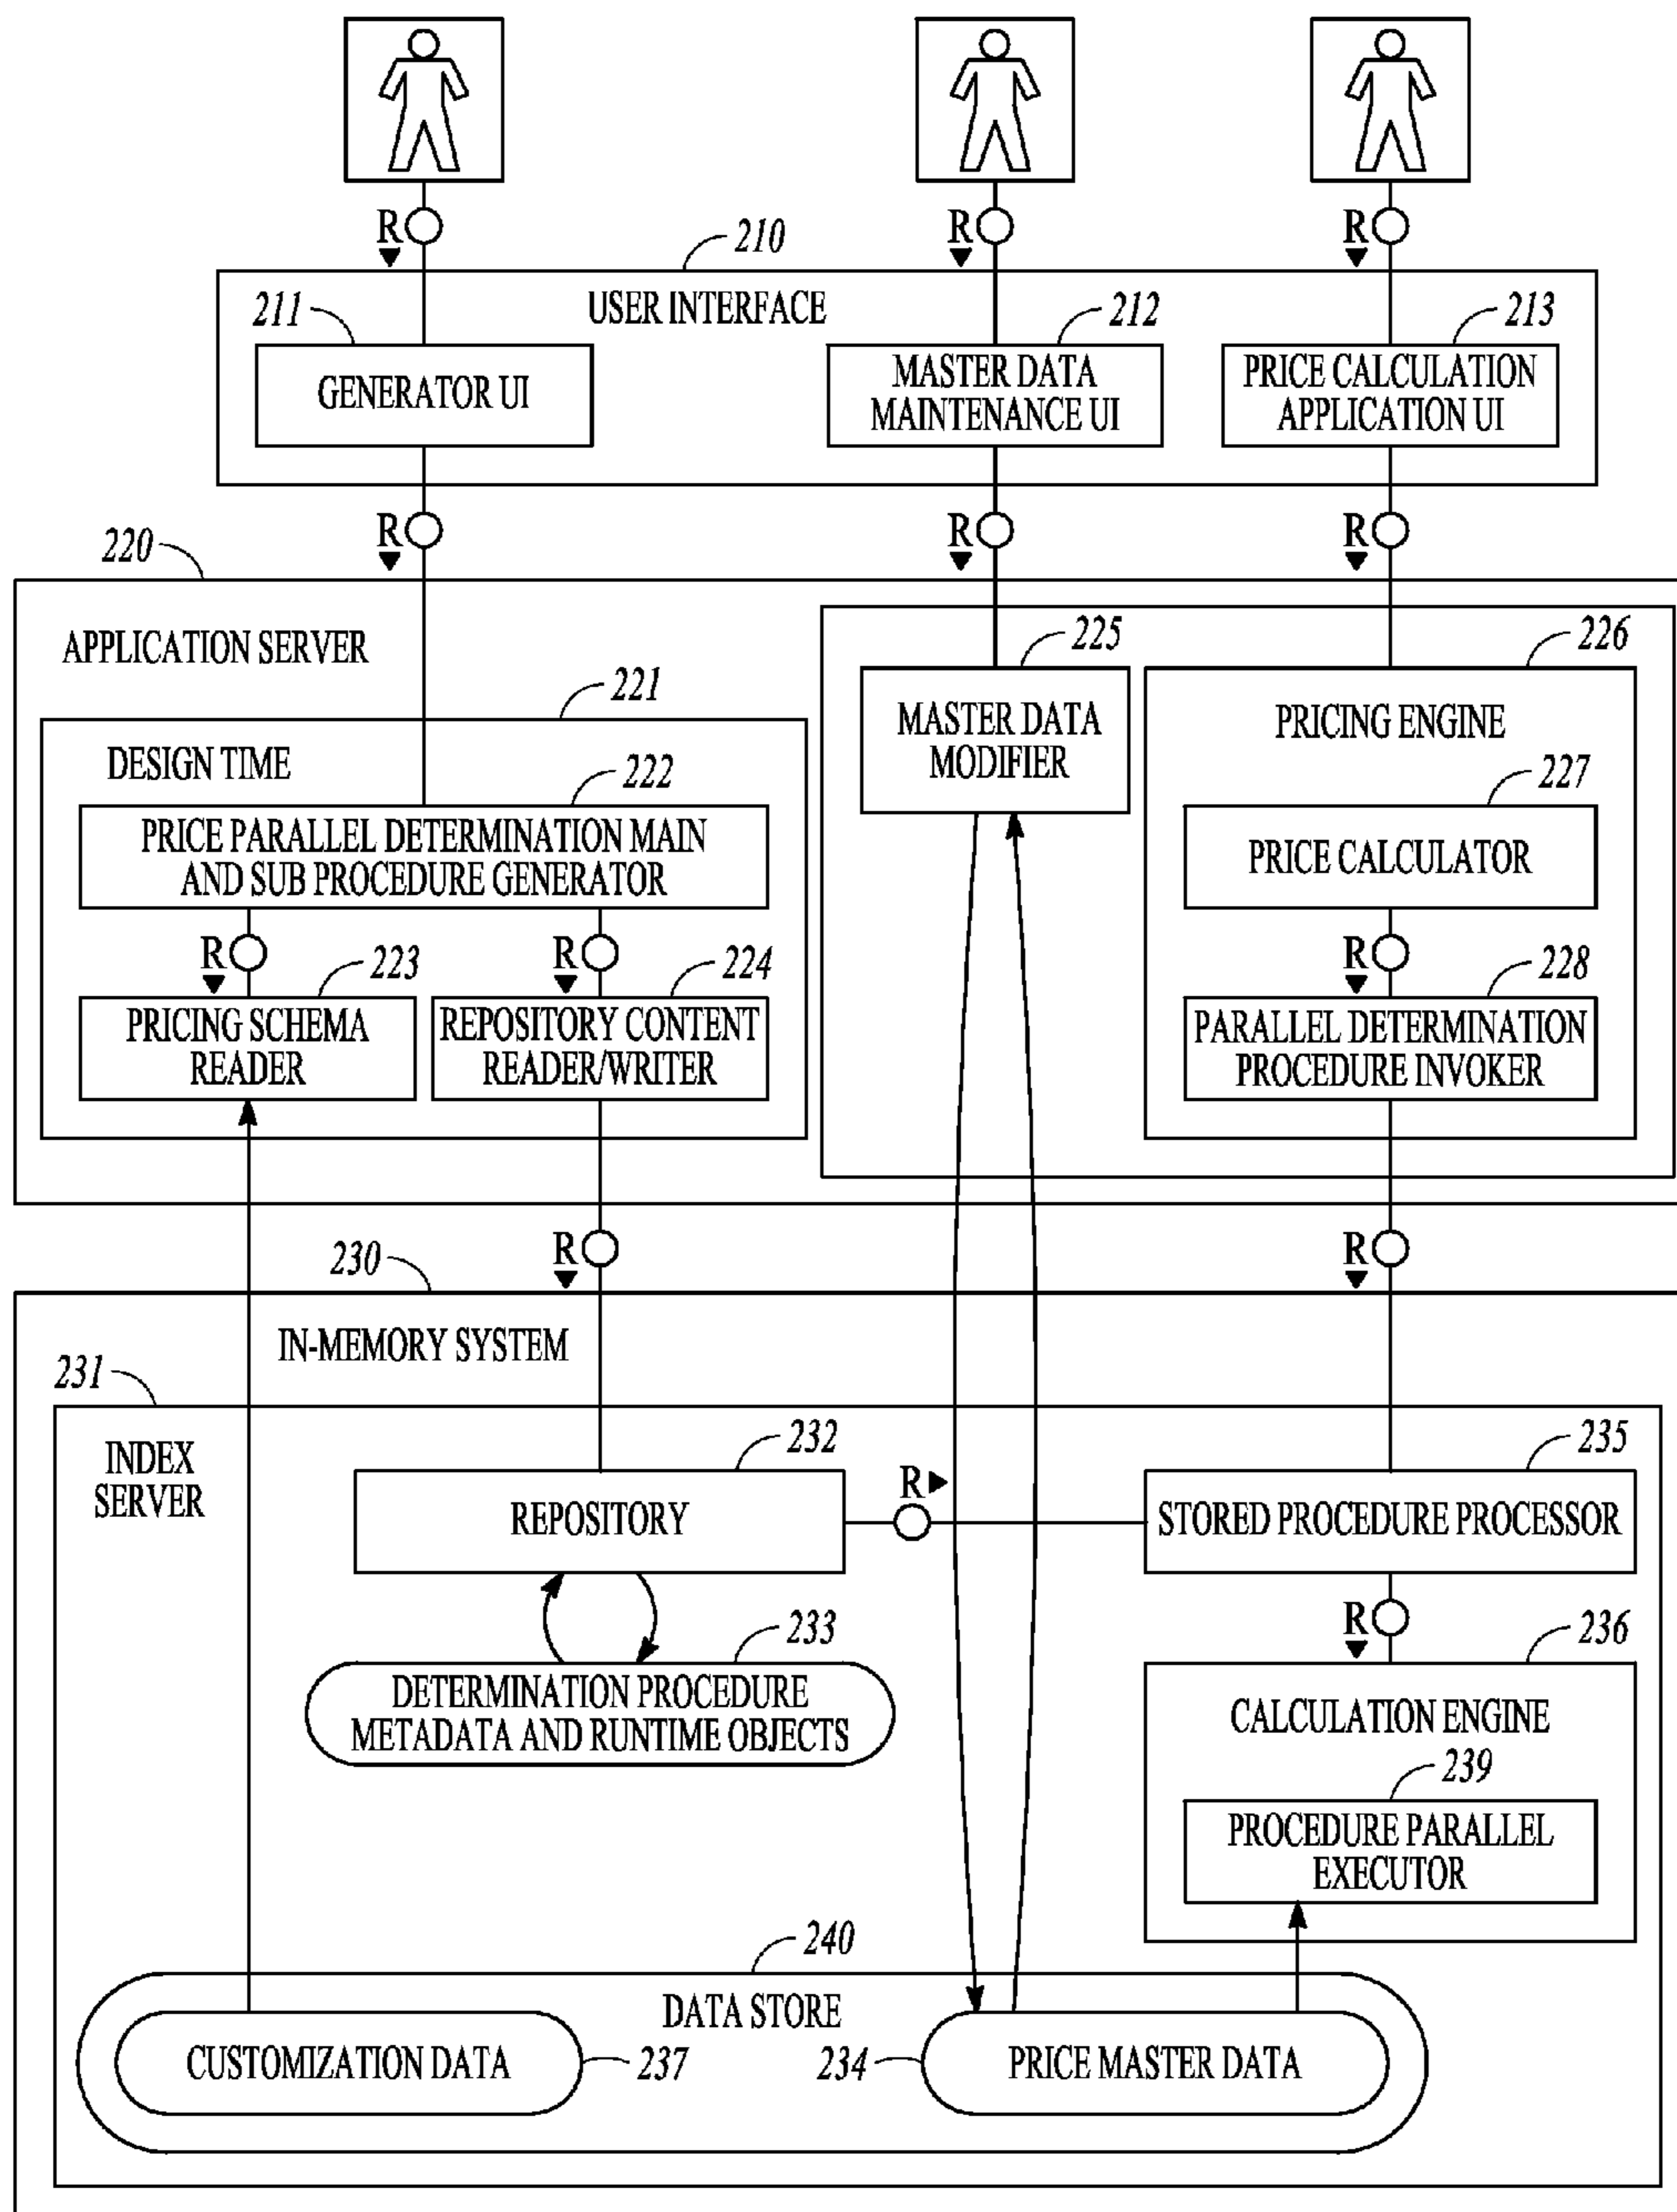 R
R
R
210
USER INTERFACE
211
212
213
GENERATOR UI
MASTER DATA
MAINTENANCE UI
PRICE CALCULATION
APPLICATION UI
R
R
R
220
APPLICATION SERVER
221
DESIGN TIME
222
PRICE PARALLEL DETERMINATION MAIN
AND SUB PROCEDURE GENERATOR
R
R
223
224
PRICING SCHEMA
READER
REPOSITORY CONTENT
READER/WRITER
225
MASTER DATA
MODIFIER
226
PRICING ENGINE
227
PRICE CALCULATOR
R
228
PARALLEL DETERMINATION
PROCEDURE INVOKER
R
R
230
IN-MEMORY SYSTEM
231
INDEX
SERVER
232
REPOSITORY
R
235
STORED PROCEDURE PROCESSOR
233
DETERMINATION PROCEDURE
METADATA AND RUNTIME OBJECTS
R
236
CALCULATION ENGINE
239
PROCEDURE PARALLEL
EXECUTOR
240
DATA STORE
CUSTOMIZATION DATA
237
234
PRICE MASTER DATA